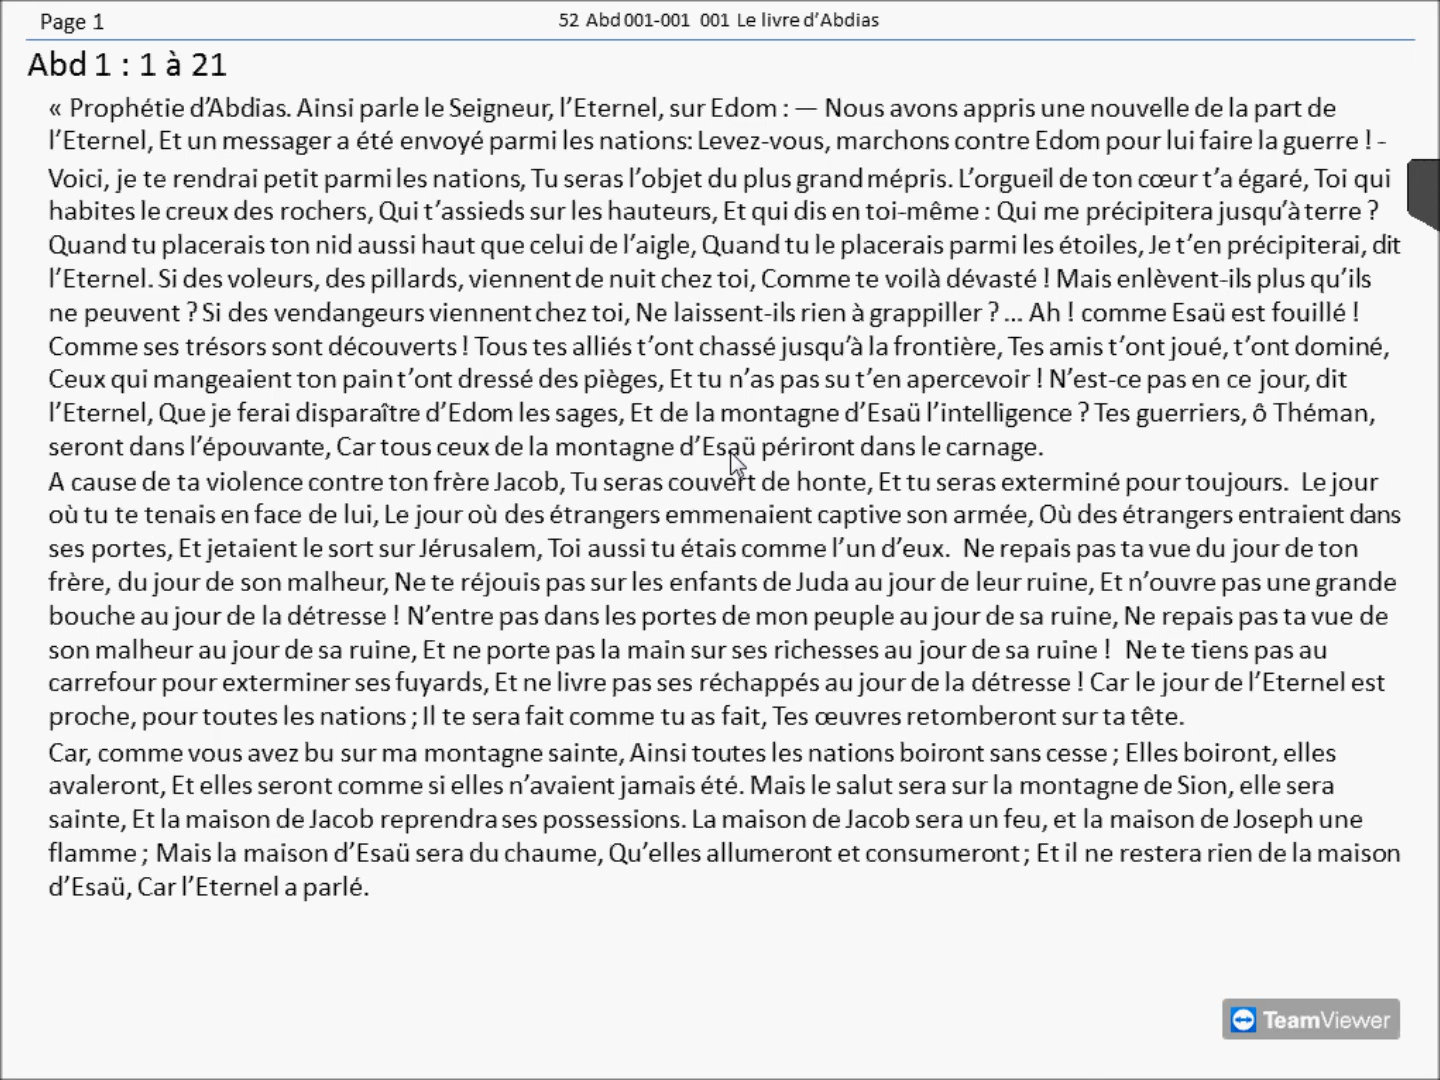 Page 1
52 Abd 001-001 001 Le livre d’Abdias
Abd 1 : 1 à 21
« Prophétie d’Abdias. Ainsi parle le Seigneur, l’Eternel, sur Edom : — Nous avons appris une nouvelle de la part de
l’Eternel, Et un messager a été envoyé parmi les nations: Levez-vous, marchons contre Edom pour lui faire la guerre ! -
Voici, je te rendrai petit parmi les nations, Tu seras l’objet du plus grand mépris. L’orgueil de ton cœur t’a égaré, Toi qui
habites le creux des rochers, Qui t’assieds sur les hauteurs, Et qui dis en toi-même : Qui me précipitera jusqu’à terre ?
Quand tu placerais ton nid aussi haut que celui de l’aigle, Quand tu le placerais parmi les étoiles, Je t’en précipiterai, dit
l’Eternel. Si des voleurs, des pillards, viennent de nuit chez toi, Comme te voilà dévasté ! Mais enlèvent-ils plus qu’ils
ne peuvent ? Si des vendangeurs viennent chez toi, Ne laissent-ils rien à grappiller ? ... Ah ! comme Esaü est fouillé !
Comme ses trésors sont découverts ! Tous tes alliés t’ont chassé jusqu’à la frontière, Tes amis t’ont joué, t’ont dominé,
Ceux qui mangeaient ton pain t’ont dressé des pièges, Et tu n’as pas su t’en apercevoir ! N’est-ce pas en ce jour, dit
l’Eternel, Que je ferai disparaître d’Edom les sages, Et de la montagne d’Esaü l’intelligence ? Tes guerriers, ô Théman,
seront dans l’épouvante, Car tous ceux de la montagne d’Esaü périront dans le carnage.
A cause de ta violence contre ton frère Jacob, Tu seras couvert de honte, Et tu seras exterminé pour toujours. Le jour
où tu te tenais en face de lui, Le jour où des étrangers emmenaient captive son armée, Où des étrangers entraient dans
ses portes, Et jetaient le sort sur Jérusalem, Toi aussi tu étais comme l’un d’eux. Ne repais pas ta vue du jour de ton
frère, du jour de son malheur, Ne te réjouis pas sur les enfants de Juda au jour de leur ruine, Et n’ouvre pas une grande
bouche au jour de la détresse ! N’entre pas dans les portes de mon peuple au jour de sa ruine, Ne repais pas ta vue de
son malheur au jour de sa ruine, Et ne porte pas la main sur ses richesses au jour de sa ruine ! Ne te tiens pas au
carrefour pour exterminer ses fuyards, Et ne livre pas ses réchappés au jour de la détresse ! Car le jour de l’Eternel est
proche, pour toutes les nations ; Il te sera fait comme tu as fait, Tes œuvres retomberont sur ta tête.
Car, comme vous avez bu sur ma montagne sainte, Ainsi toutes les nations boiront sans cesse ; Elles boiront, elles
avaleront, Et elles seront comme si elles n’avaient jamais été. Mais le salut sera sur la montagne de Sion, elle sera
sainte, Et la maison de Jacob reprendra ses possessions. La maison de Jacob sera un feu, et la maison de Joseph une
flamme ; Mais la maison d’Esaü sera du chaume, Qu’elles allumeront et consumeront ; Et il ne restera rien de la maison
d’Esaü, Car l’Eternel a parlé.
TeamViewer